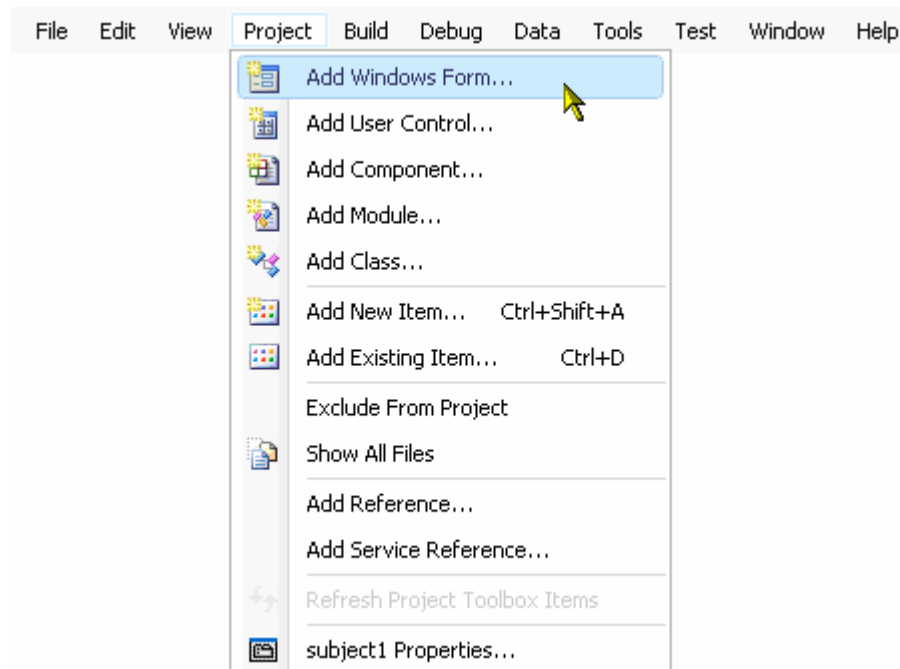 File Edit View Project Build Debug Data Tools Test Window Help
Add Windows Form...
Add User Control...
Add Component...
Add Module...
Add Class...
Add New Item... Ctrl+Shift+A
Add Existing Item... Ctrl+D
Exclude From Project
Show All Files
Add Reference...
Add Service Reference...
Refresh Project Toolbox Items
subject1 Properties...